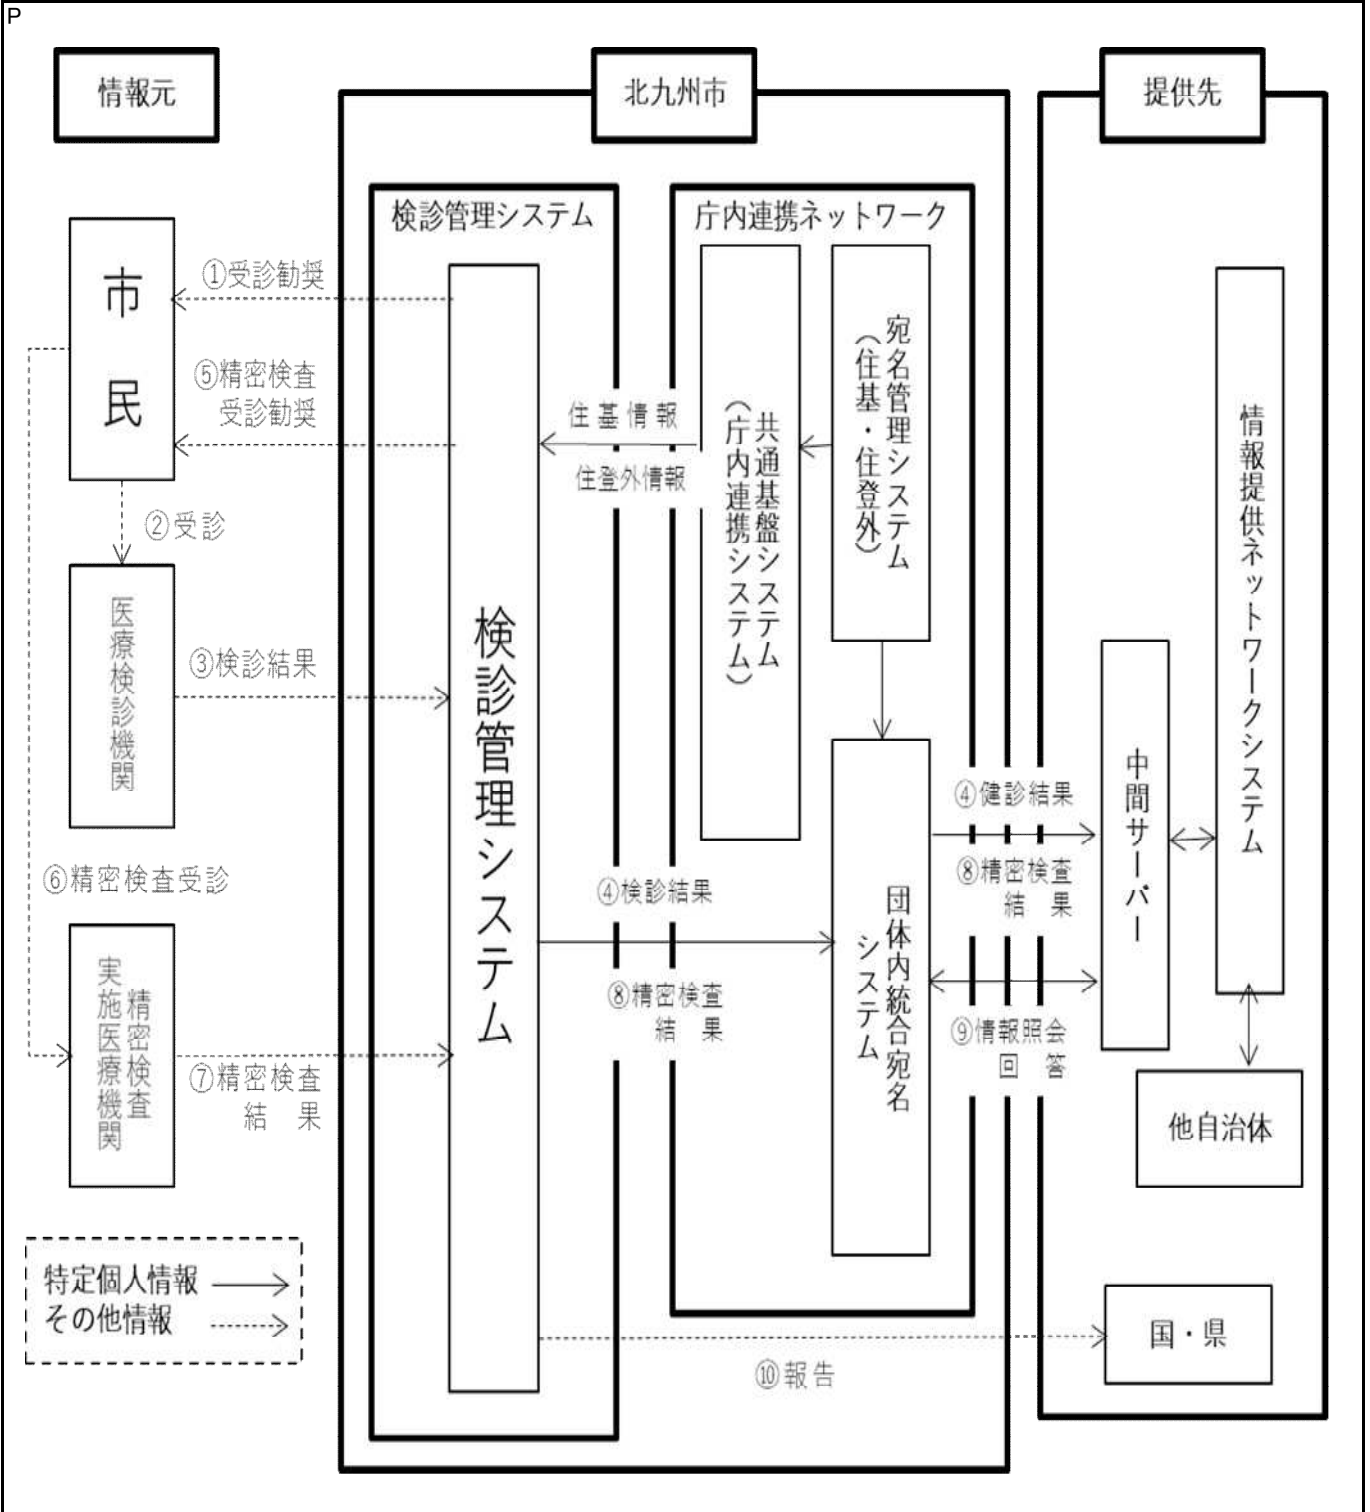 P
情報元
北九州市
提供先
検診管理システム
庁内連携ネットワーク
市民
①受診勧奨
⑤精密検査
受診勧奨
②受診
医療検診機関
③検診結果
⑥精密検査受診
精密検査
実施医療機関
⑦精密検査
結　果
特定個人情報
その他情報
検診管理システム
住基情報
住登外情報
共通基盤システム
（庁内連携システム）
宛名管理システム
（住基・住登外）
④検診結果
⑧精密検査
結　果
団体内統合宛名
システム
④健診結果
⑧精密検査
結　果
⑨情報照会
回　答
中間サーバー
情報提供ネットワークシステム
他自治体
国・県
⑩報告